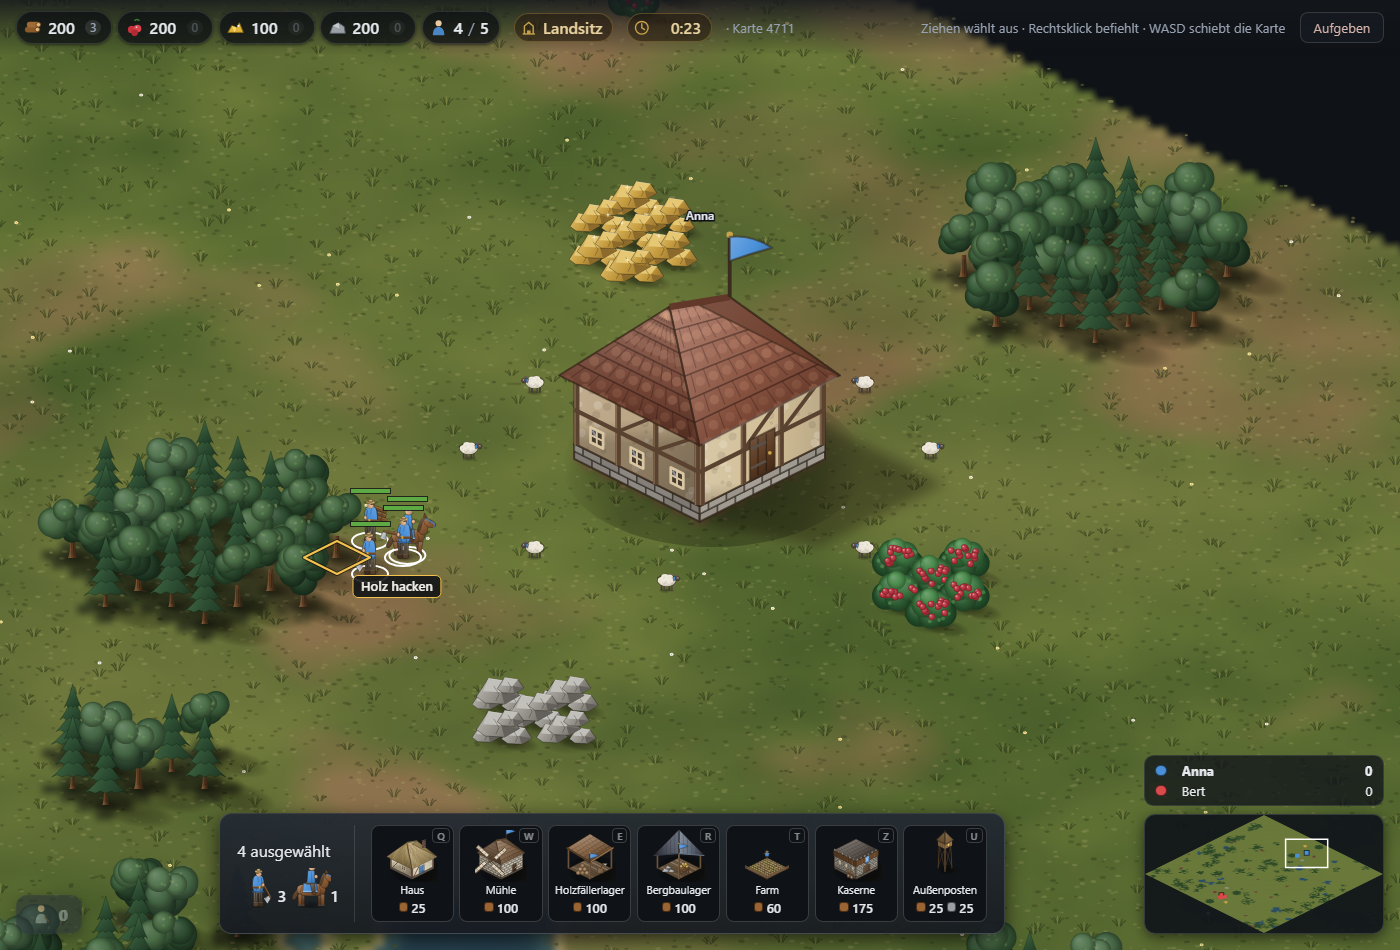 200 3 200 0 100 0 200 0 4 / 5 Landsitz 0:23 · Karte 4711 Ziehen wählt aus · Rechtsklick befiehlt · WASD schiebt die Karte Aufgeben
Anna
Holz hacken
Anna 0
Bert 0
4 ausgewählt
3 1
Q W E R T Z U
Haus Mühle Holzfällerlager Bergbaulager Farm Kaserne Außenposten
25 100 100 100 60 175 25 25
0